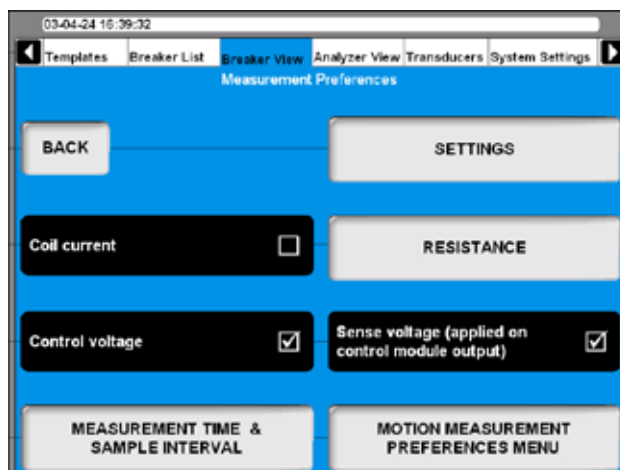 03-04-24 16:39:32
Templates Breaker List Breaker View Analyzer View Transducers System Settings
Measurement Preferences
BACK
SETTINGS
Coil current
RESISTANCE
Control voltage
Sense voltage (applied on
control module output)
MEASUREMENT TIME &
SAMPLE INTERVAL
MOTION MEASUREMENT
PREFERENCES MENU